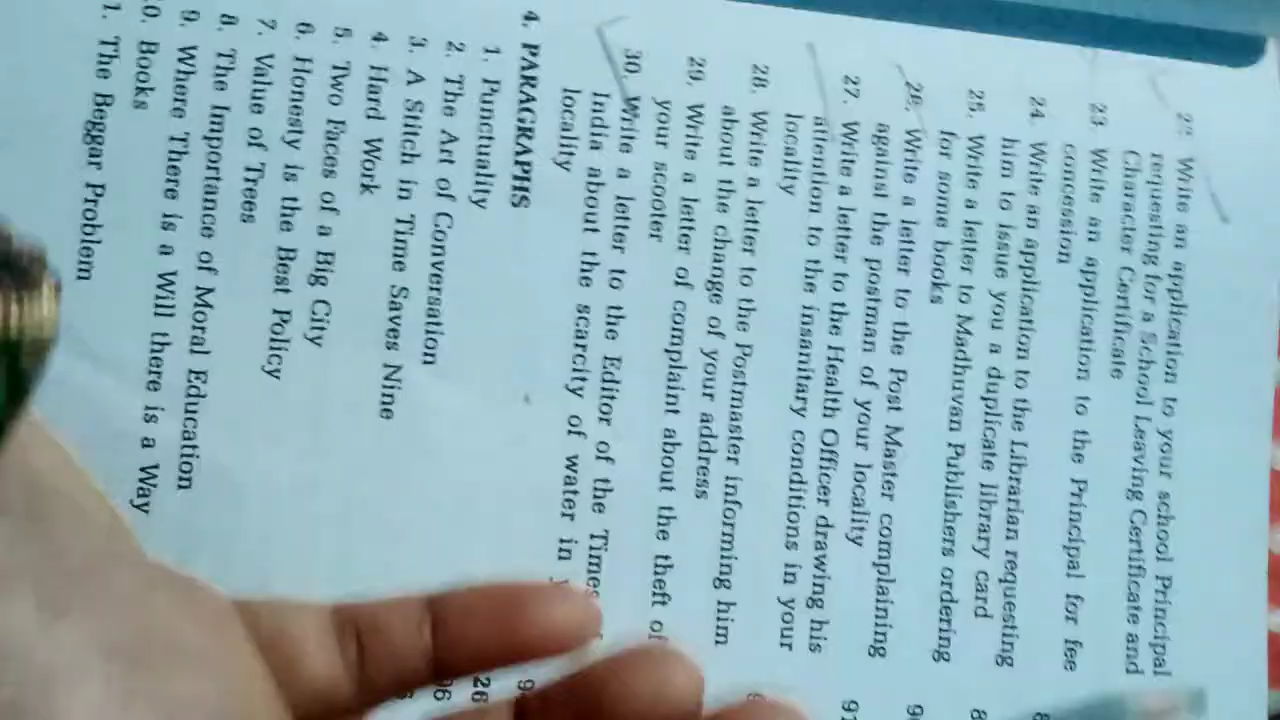 22. Write an application to your school Principal
requesting for a School Leaving Certificate and
Character Certificate
23. Write an application to the Principal for fee
concession
24. Write an application to the Librarian requesting
him to issue you a duplicate library card
25. Write a letter to Madhuvan Publishers ordering
for some books
26. Write a letter to the Post Master complaining
against the postman of your locality
27. Write a letter to the Health Officer drawing his
attention to the insanitary conditions in your
locality
28. Write a letter to the Postmaster informing him
about the change of your address
29. Write a letter of complaint about the theft of
your scooter
30. Write a letter to the Editor of the Times
India about the scarcity of water in
locality
4. PARAGRAPHS
1. Punctuality
2. The Art of Conversation
3. A Stitch in Time Saves Nine
4. Hard Work
5. Two Faces of a Big City
6. Honesty is the Best Policy
7. Value of Trees
8. The Importance of Moral Education
9. Where There is a Will there is a Way
0. Books
1. The Beggar Problem